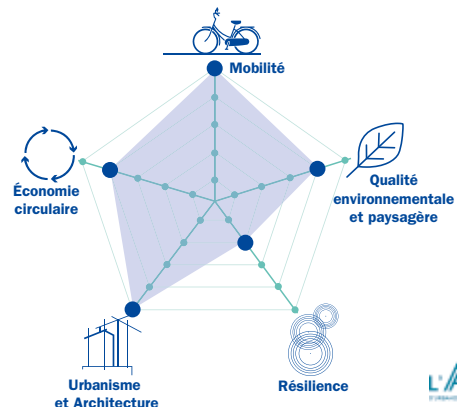 Mobilité
Économie
circulaire
Qualité
environnementale
et paysagère
Urbanisme
et Architecture
Résilience